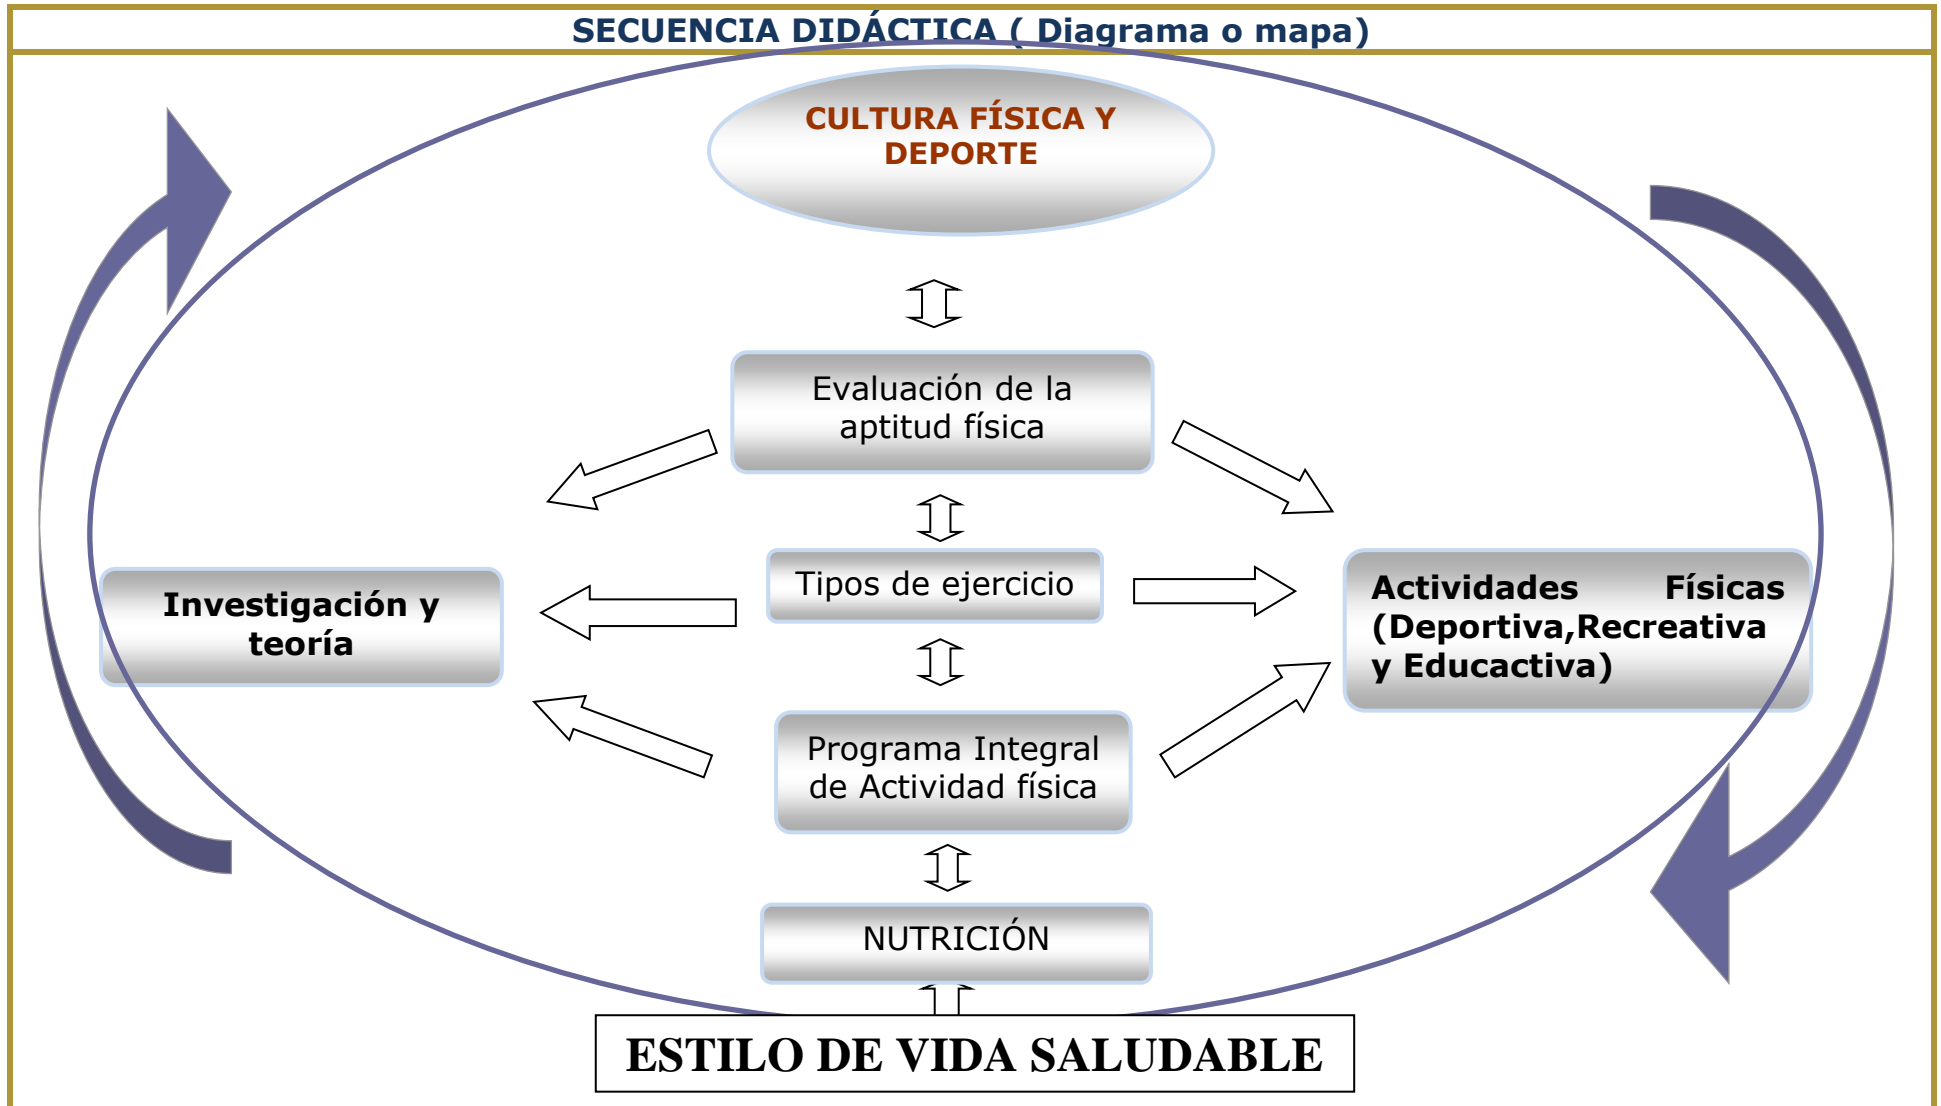 SECUENCIA DIDÁCTICA ( Diagrama o mapa)
CULTURA FÍSICA Y
DEPORTE
Evaluación de la
aptitud física
Tipos de ejercicio
Investigación y
teoría
Actividades Físicas
(Deportiva,Recreativa
y Educactiva)
Programa Integral
de Actividad física
NUTRICIÓN
ESTILO DE VIDA SALUDABLE